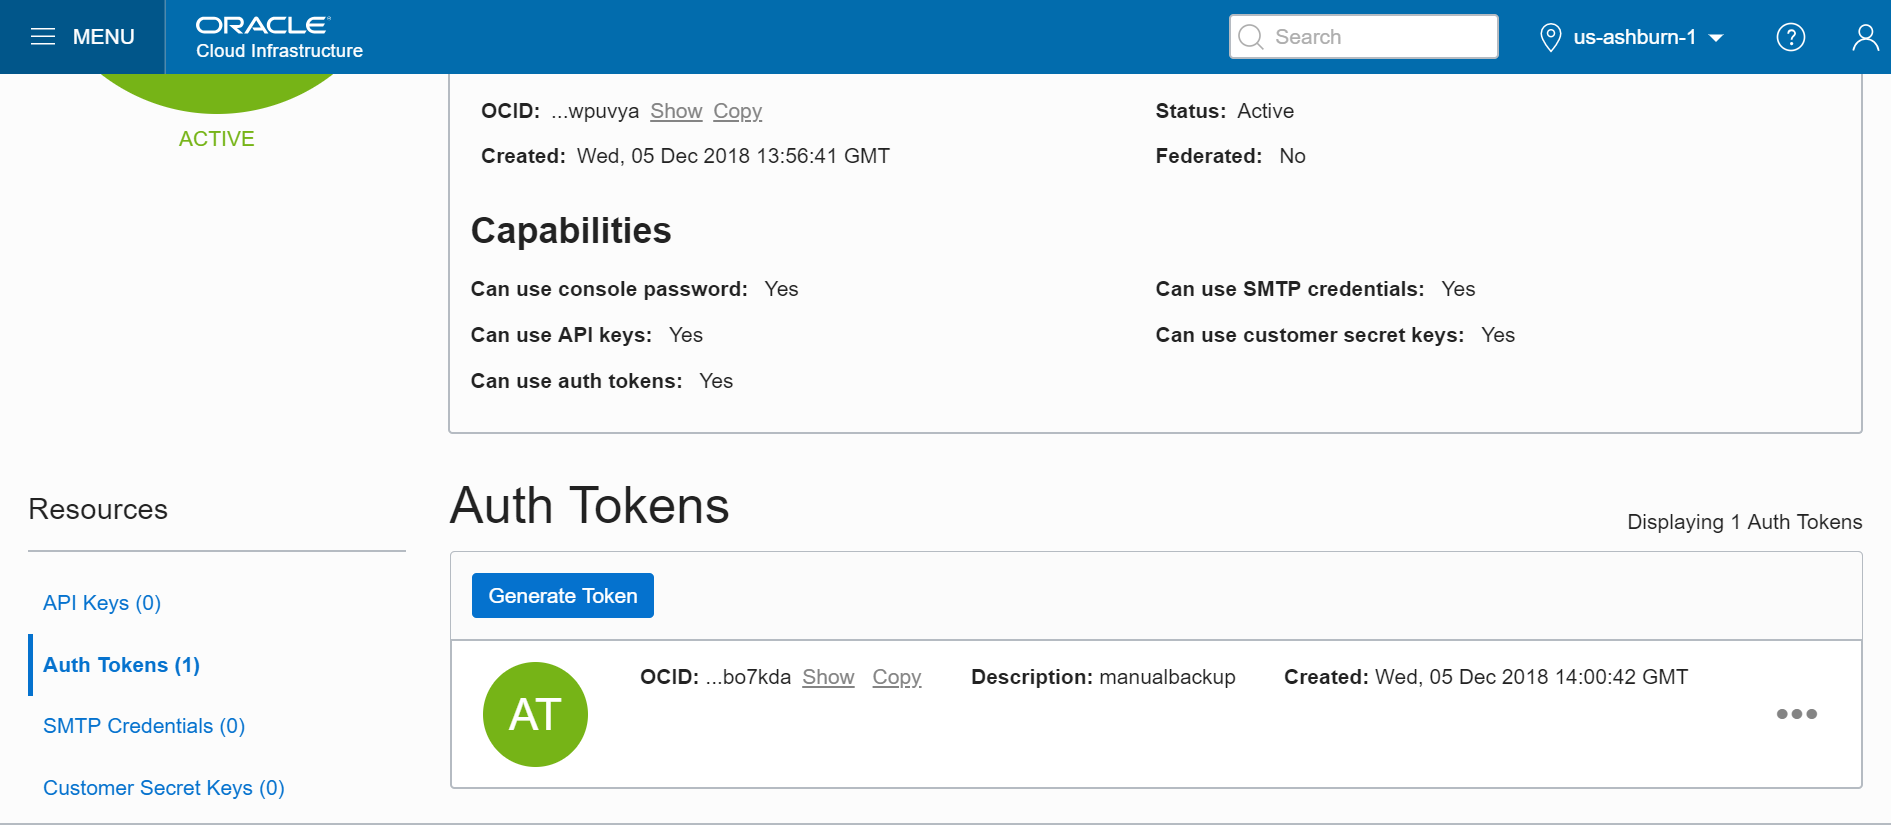 MENU
ORACLE
Cloud Infrastructure
Search
us-ashburn-1
?
ACTIVE
OCID: ...wpuvya Show Copy
Status: Active
Created: Wed, 05 Dec 2018 13:56:41 GMT
Federated: No
Capabilities
Can use console password: Yes
Can use SMTP credentials: Yes
Can use API keys: Yes
Can use customer secret keys: Yes
Can use auth tokens: Yes
Resources
API Keys (0)
Auth Tokens (1)
SMTP Credentials (0)
Customer Secret Keys (0)
Auth Tokens
Displaying 1 Auth Tokens
Generate Token
AT
OCID: ...bo7kda Show Copy
Description: manualbackup
Created: Wed, 05 Dec 2018 14:00:42 GMT